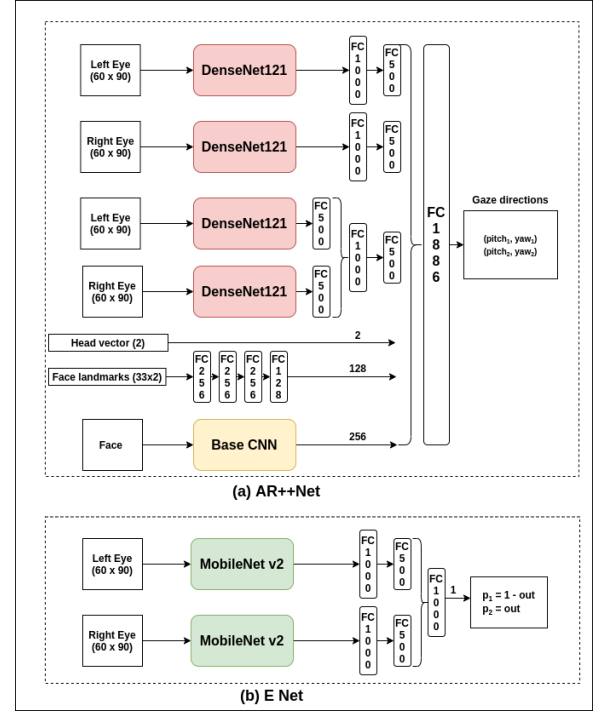 Left Eye
(60 x 90)
DenseNet121
FC
1
0
0
0
FC
5
0
0
Right Eye
(60 x 90)
DenseNet121
FC
1
0
0
0
FC
5
0
0
Left Eye
(60 x 90)
DenseNet121
FC
5
0
0
Right Eye
(60 x 90)
DenseNet121
FC
5
0
0
FC
1
0
0
0
FC
5
0
0
Head vector (2)
2
Face landmarks (33x2)
FC
2
5
6
FC
2
5
6
FC
2
5
6
FC
1
2
8
128
Face
Base CNN
256
FC
1
8
8
6
Gaze directions
(pitch₁, yaw₁)
(pitch₂, yaw₂)
(a) AR++Net
Left Eye
(60 x 90)
MobileNet v2
FC
1
0
0
0
FC
5
0
0
Right Eye
(60 x 90)
MobileNet v2
FC
1
0
0
0
FC
5
0
0
FC
1
0
0
0
1
p₁ = 1 - out
p₂ = out
(b) E Net